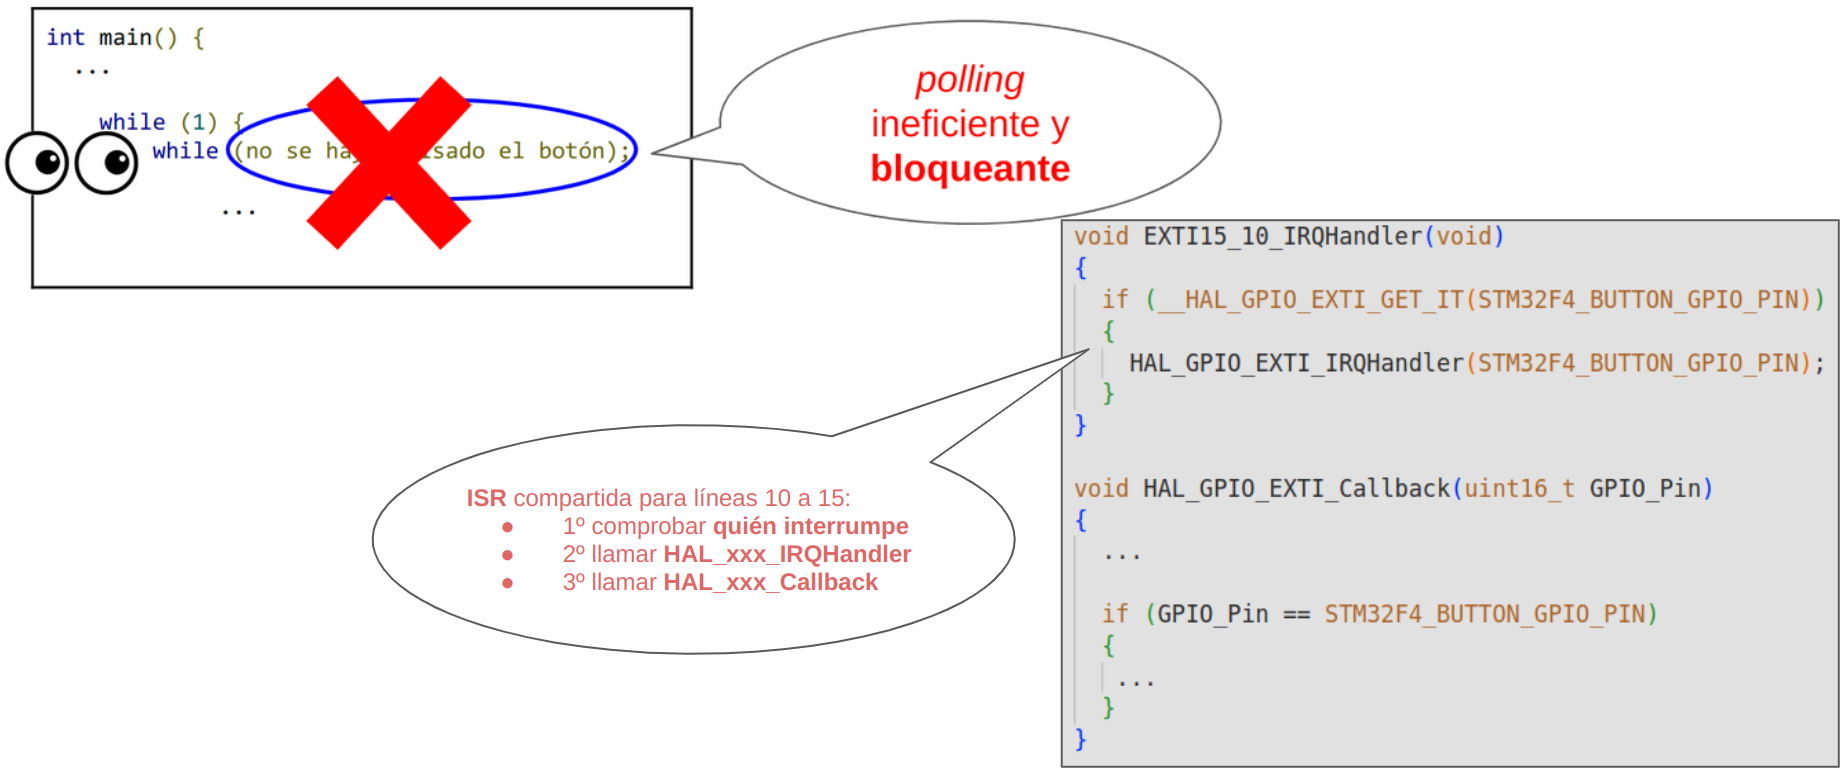 int main() {
...
while (1) {
while (no se ha sado el botón);
...
polling
ineficiente y
bloqueante
void EXTI15_10_IRQHandler(void)
{
if (__HAL_GPIO_EXTI_GET_IT(STM32F4_BUTTON_GPIO_PIN))
{
HAL_GPIO_EXTI_IRQHandler(STM32F4_BUTTON_GPIO_PIN);
}
}
void HAL_GPIO_EXTI_Callback(uint16_t GPIO_Pin)
{
...
if (GPIO_Pin == STM32F4_BUTTON_GPIO_PIN)
{
...
}
}
ISR compartida para líneas 10 a 15:
● 1º comprobar quién interrumpe
● 2º llamar HAL_xxx_IRQHandler
● 3º llamar HAL_xxx_Callback